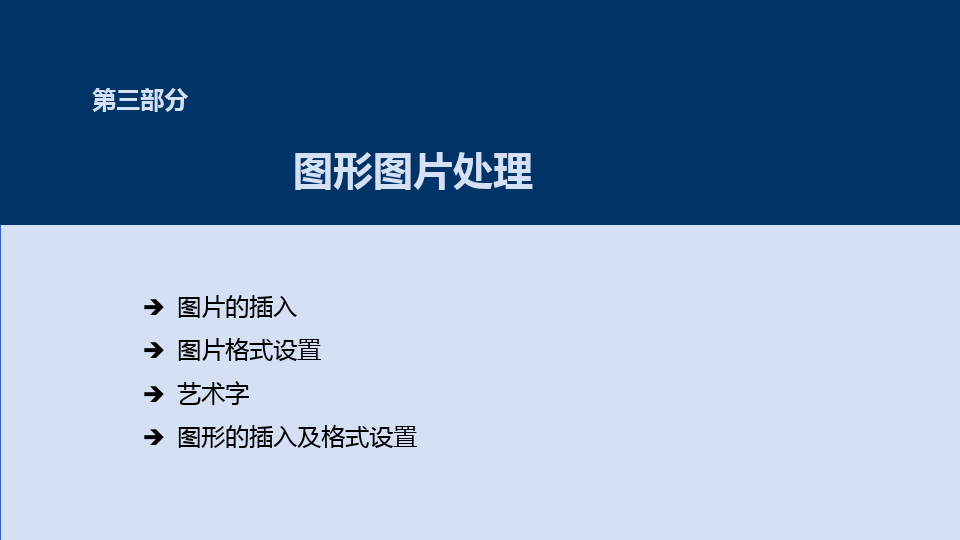 第三部分
图形图片处理
➔ 图片的插入
➔ 图片格式设置
➔ 艺术字
➔ 图形的插入及格式设置